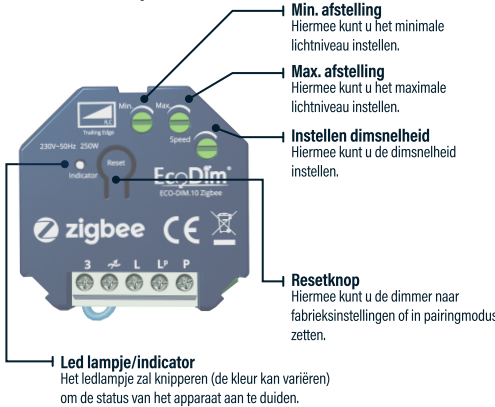 Min. afstelling
Hiermee kunt u het minimale
lichtniveau instellen.
Max. afstelling
Hiermee kunt u het maximale
lichtniveau instellen.
Instellen dimsnelheid
Hiermee kunt u de dimsnelheid
instellen.
Min.
Max.
Speed
ILC
Trailing Edge
230V~50Hz 250W
Indicator
Reset
EcoDim®
ECO-DIM.10 Zigbee
zigbee
CE
3 L Lᴾ P
Resetknop
Hiermee kunt u de dimmer naar
fabrieksinstellingen of in pairingmodus
zetten.
Led lampje/indicator
Het ledlampje zal knipperen (de kleur kan variëren)
om de status van het apparaat aan te duiden.